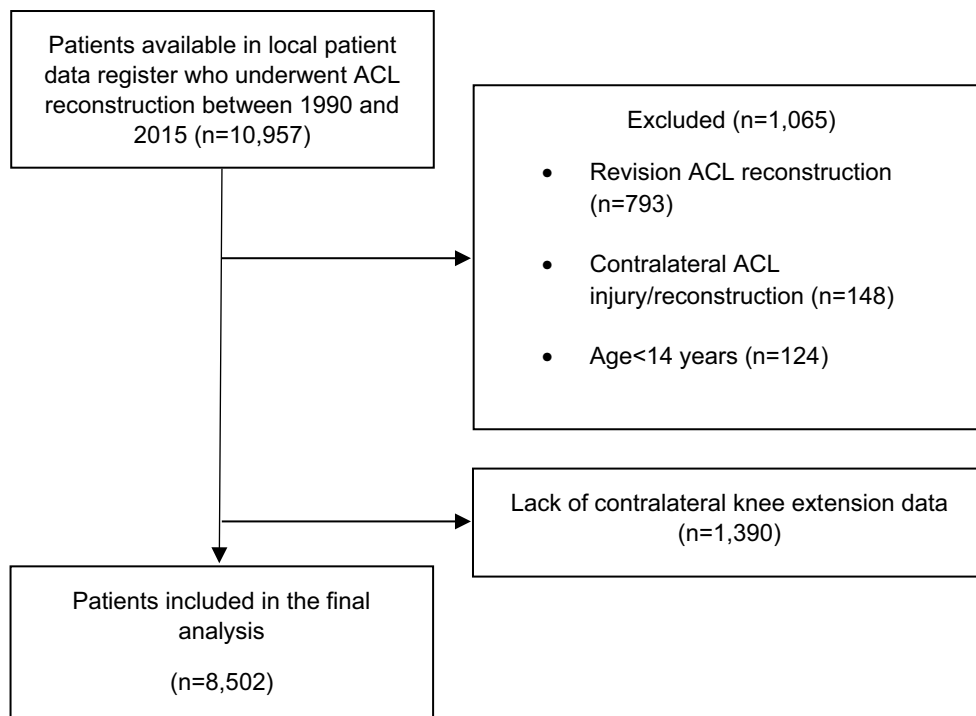 Patients available in local patient
data register who underwent ACL
reconstruction between 1990 and
2015 (n=10,957)
Excluded (n=1,065)
• Revision ACL reconstruction
(n=793)
• Contralateral ACL
injury/reconstruction (n=148)
• Age<14 years (n=124)
Lack of contralateral knee extension data
(n=1,390)
Patients included in the final
analysis
(n=8,502)